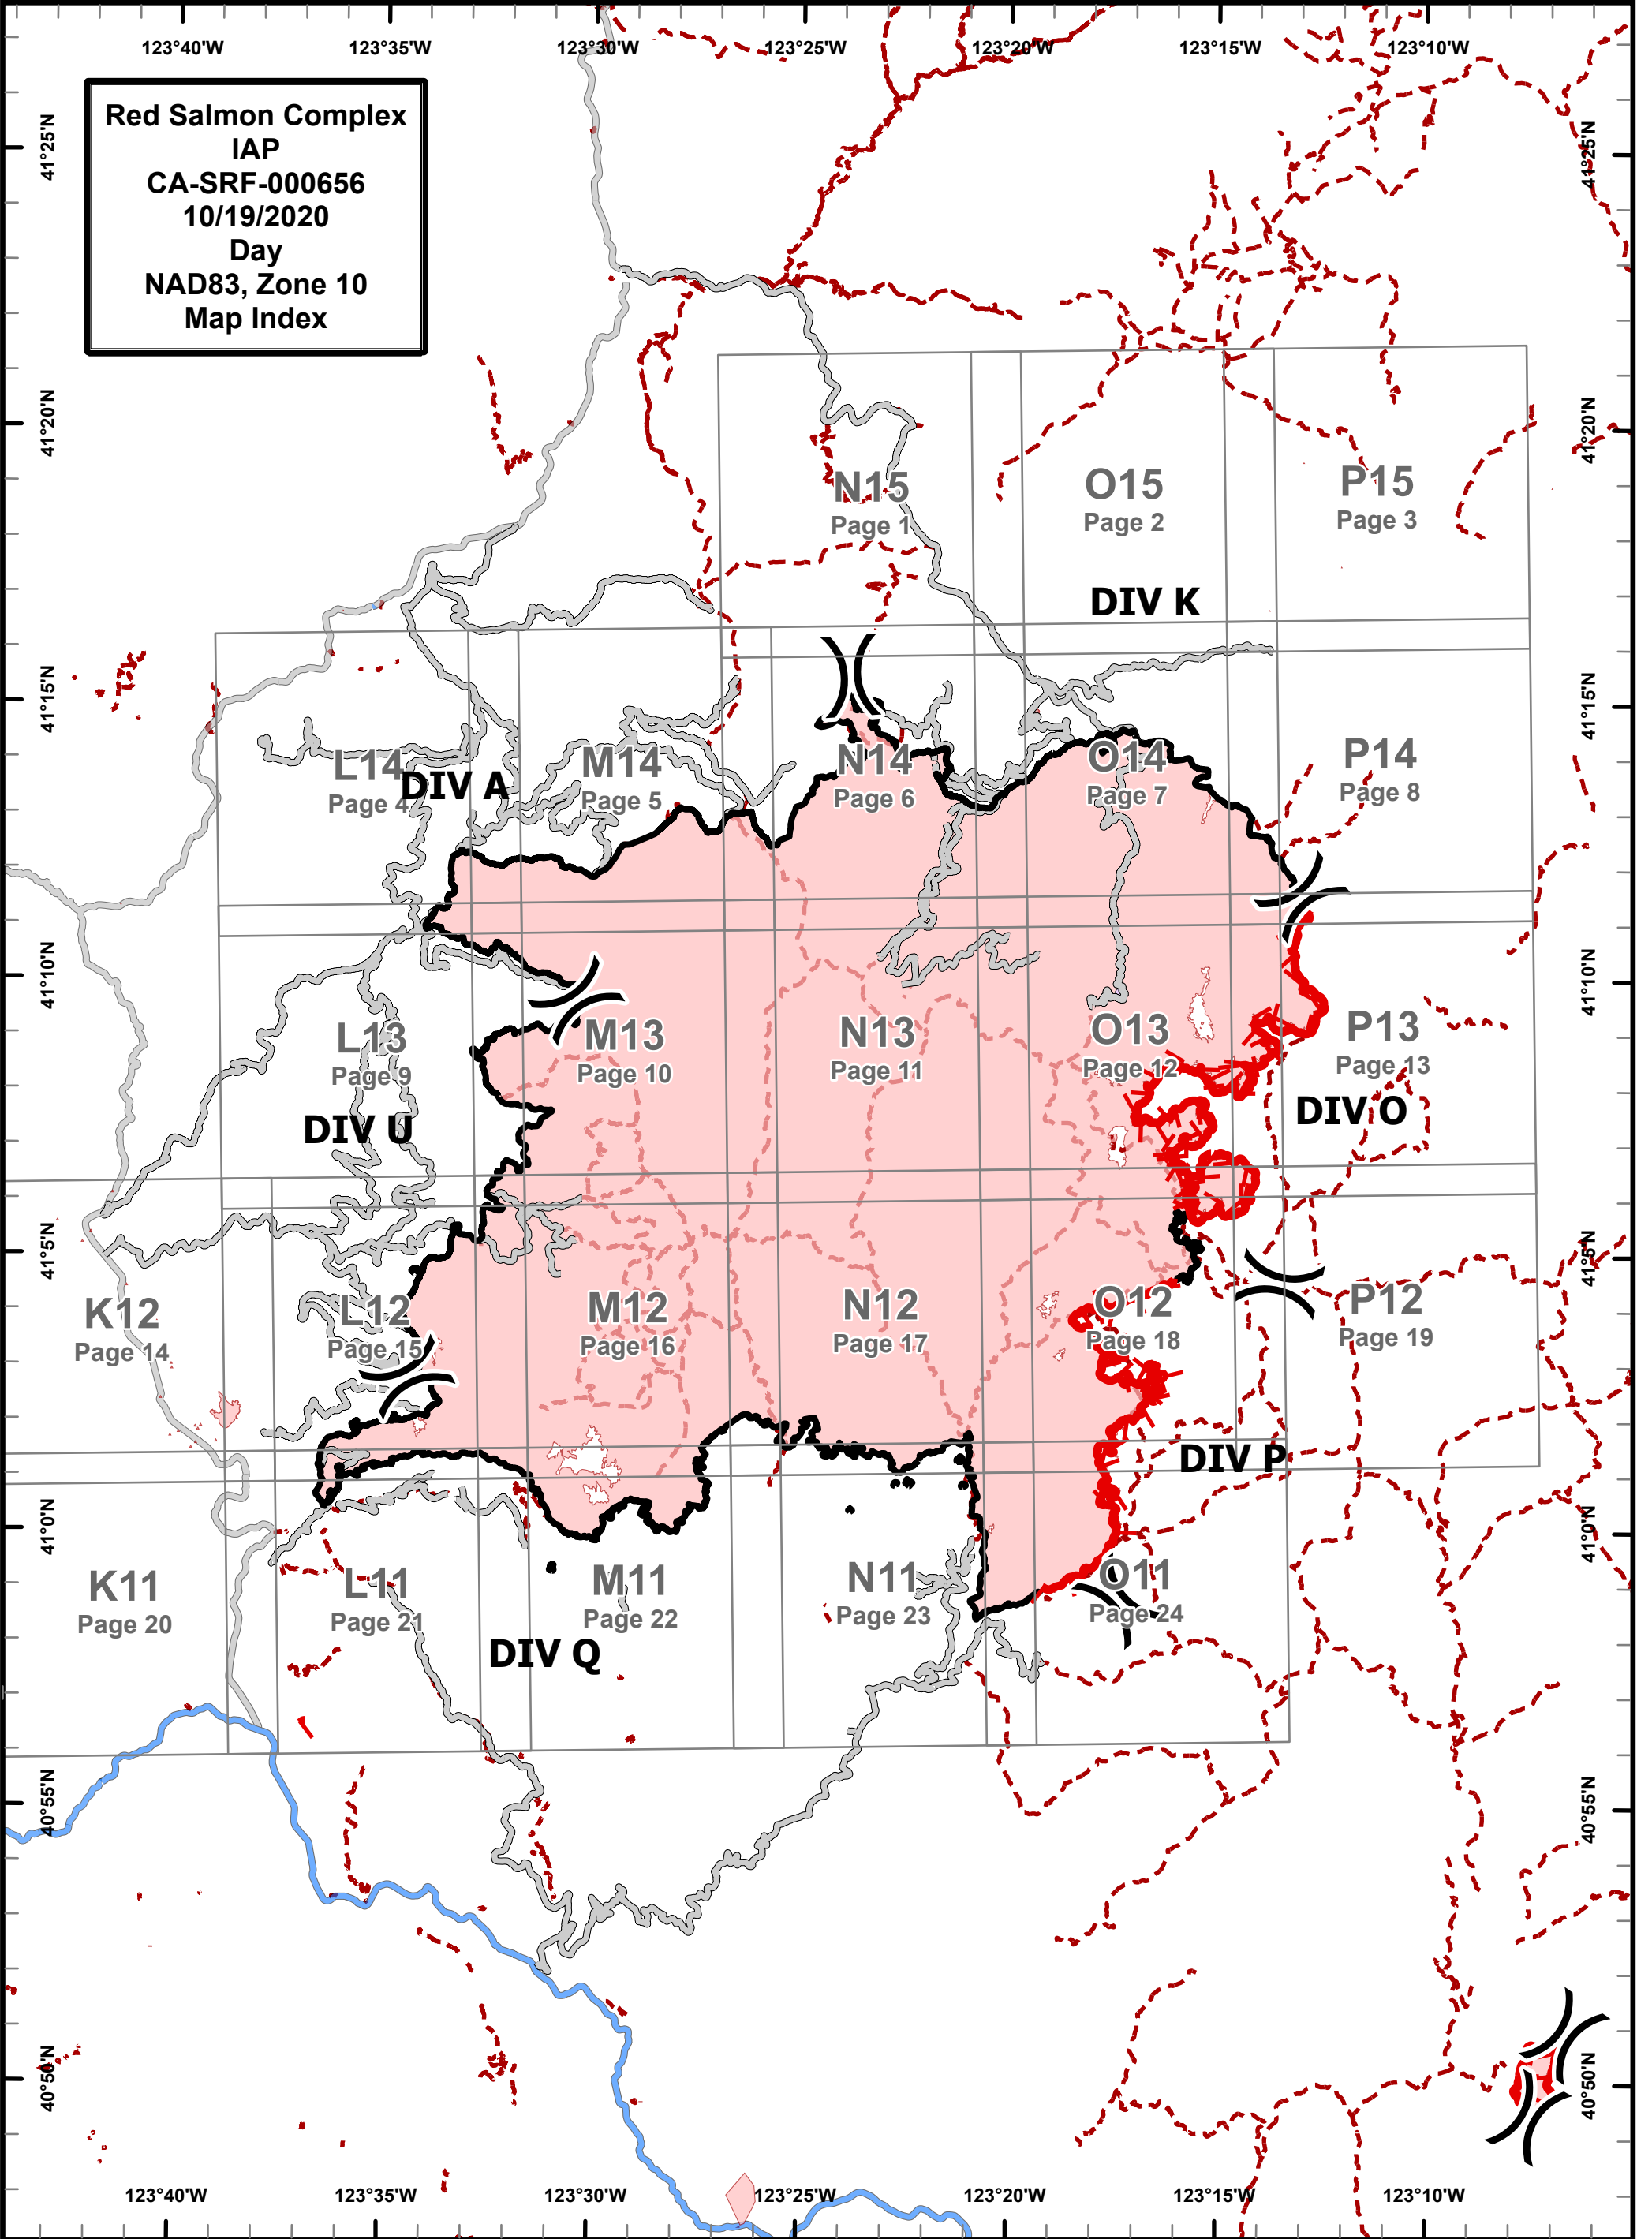 123°40'W 123°35'W 123°30'W 123°25'W 123°20'W 123°15'W 123°10'W
Red Salmon Complex
IAP
CA-SRF-000656
10/19/2020
Day
NAD83, Zone 10
Map Index
41°25'N 41°25'N
41°20'N 41°20'N
N15 O15 P15
Page 1 Page 2 Page 3
DIV K
41°15'N 41°15'N
L14 M14 N14 O14 P14
DIV A
Page 4 Page 5 Page 6 Page 7 Page 8
41°10'N 41°10'N
L13 M13 N13 O13 P13
Page 9 Page 10 Page 11 Page 12 Page 13
DIV U DIV O
41°5'N 41°5'N
K12 L12 M12 N12 O12 P12
Page 14 Page 15 Page 16 Page 17 Page 18 Page 19
DIV P
41°0'N 41°0'N
K11 L11 M11 N11 O11
Page 20 Page 21 Page 22 Page 23 Page 24
DIV Q
40°55'N 40°55'N
40°50'N 40°50'N
123°40'W 123°35'W 123°30'W 123°25'W 123°20'W 123°15'W 123°10'W